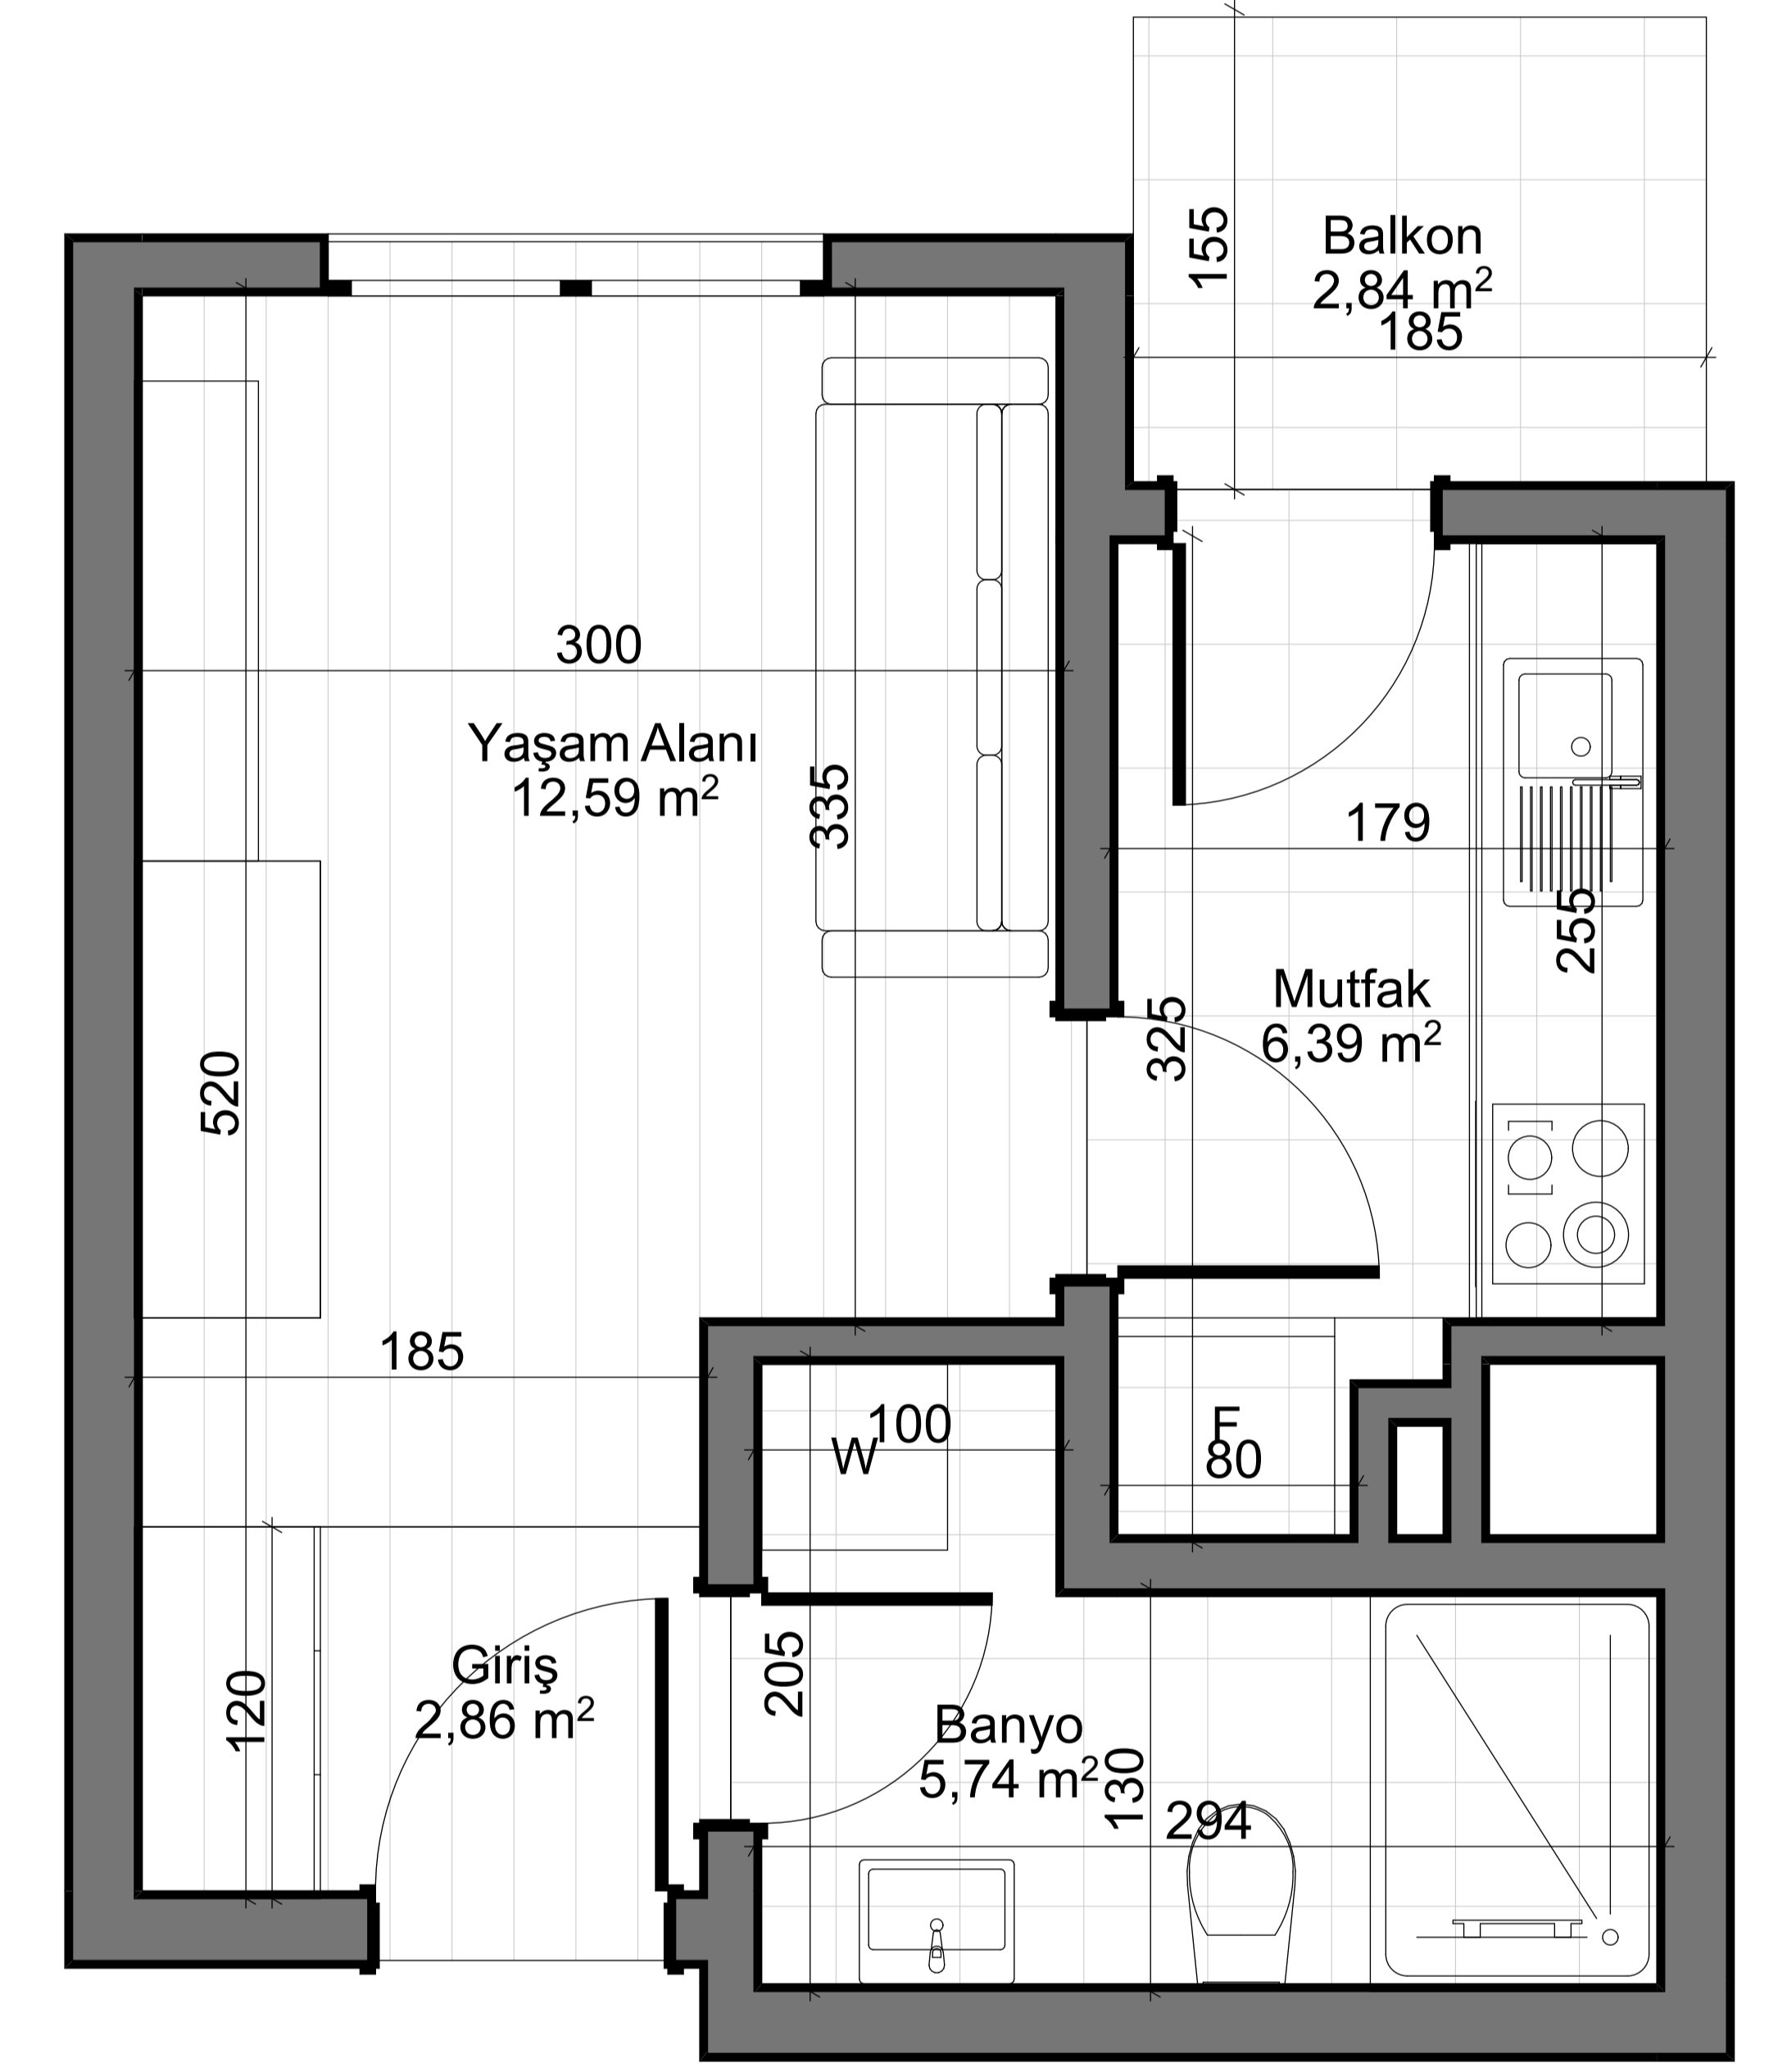 155
Balkon
2,84 m²
185
300
Yaşam Alanı
12,59 m²
335
179
255
Mutfak
6,39 m²
325
520
185
100
W
F
80
Giriş
2,86 m²
120
205
Banyo
5,74 m²
130
294